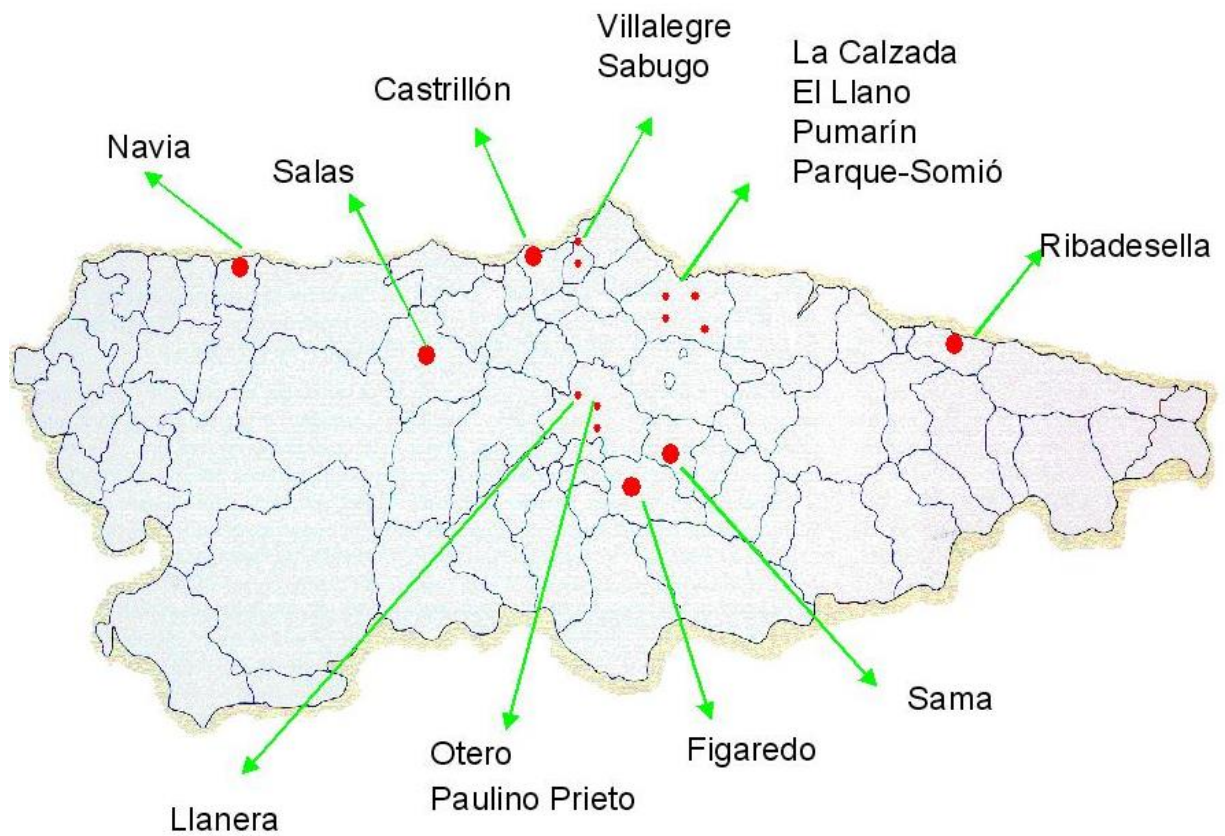 Villalegre
Sabugo
La Calzada
El Llano
Pumarín
Parque-Somió
Castrillón
Navia
Salas
Ribadesella
Sama
Otero
Paulino Prieto
Figaredo
Llanera